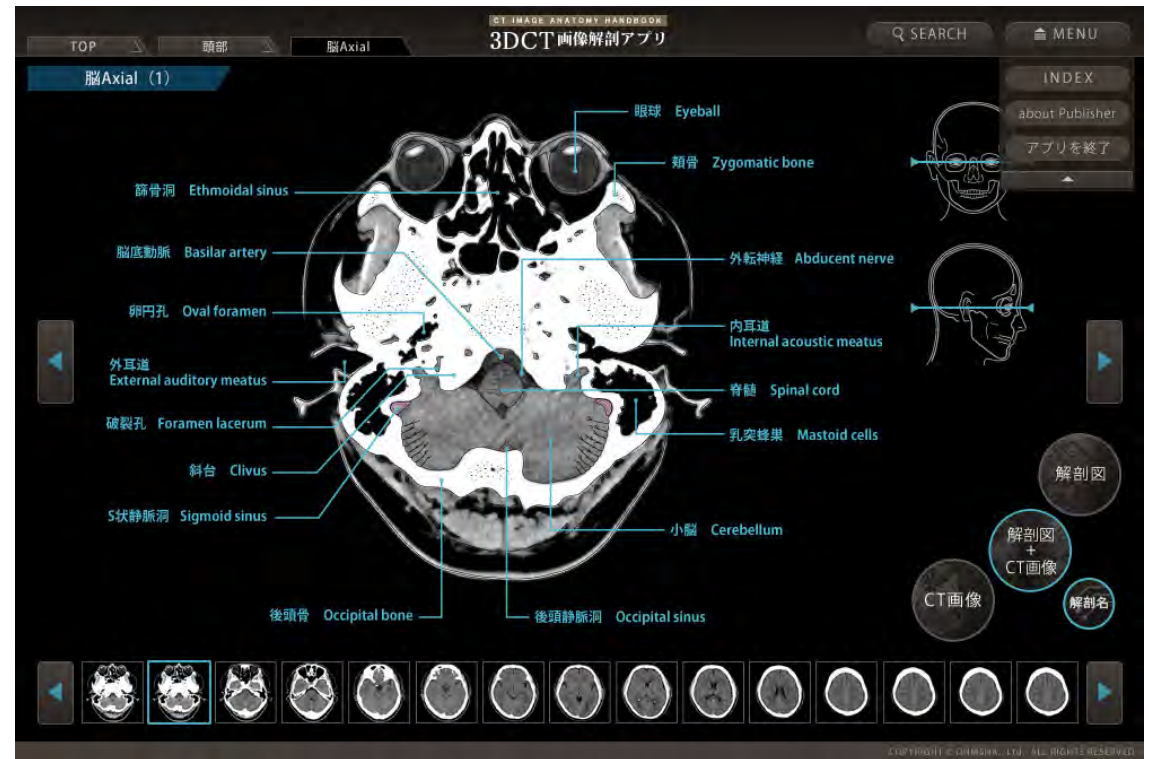 CT IMAGE ANATOMY HANDBOOK
3DCT画像解剖アプリ
TOP
頭部
脳Axial
SEARCH
MENU
INDEX
about Publisher
アプリを終了
脳Axial（1）
眼球 Eyeball
頬骨 Zygomatic bone
篩骨洞 Ethmoidal sinus
脳底動脈 Basilar artery
外転神経 Abducent nerve
卵円孔 Oval foramen
内耳道
Internal acoustic meatus
外耳道
External auditory meatus
脊髄 Spinal cord
破裂孔 Foramen lacerum
乳突蜂巣 Mastoid cells
斜台 Clivus
S状静脈洞 Sigmoid sinus
小脳 Cerebellum
後頭骨 Occipital bone
後頭静脈洞 Occipital sinus
解剖図
解剖図
+
CT画像
CT画像
解剖名
COPYRIGHT © OHMSHA, Ltd. ALL RIGHTS RESERVED